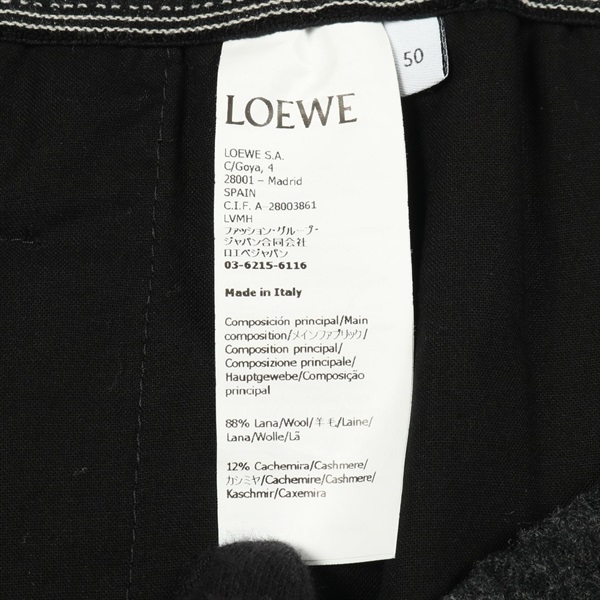 50
LOEWE
LOEWE S.A.
C/Goya, 4
28001 – Madrid
SPAIN
C.I.F. A-28003861
LVMH
ファッション・グループ・
ジャパン合同会社
ロエベジャパン
03-6215-6116
Made in Italy
Composición principal/Main
composition/メインファブリック/
Composition principal/
Composizione principale/
Hauptgewebe/Composição
principal
88% Lana/Wool/羊毛/Laine/
Lana/Wolle/Lã
12% Cachemira/Cashmere/
カシミヤ/Cachemire/Cashmere/
Kaschmir/Caxemira